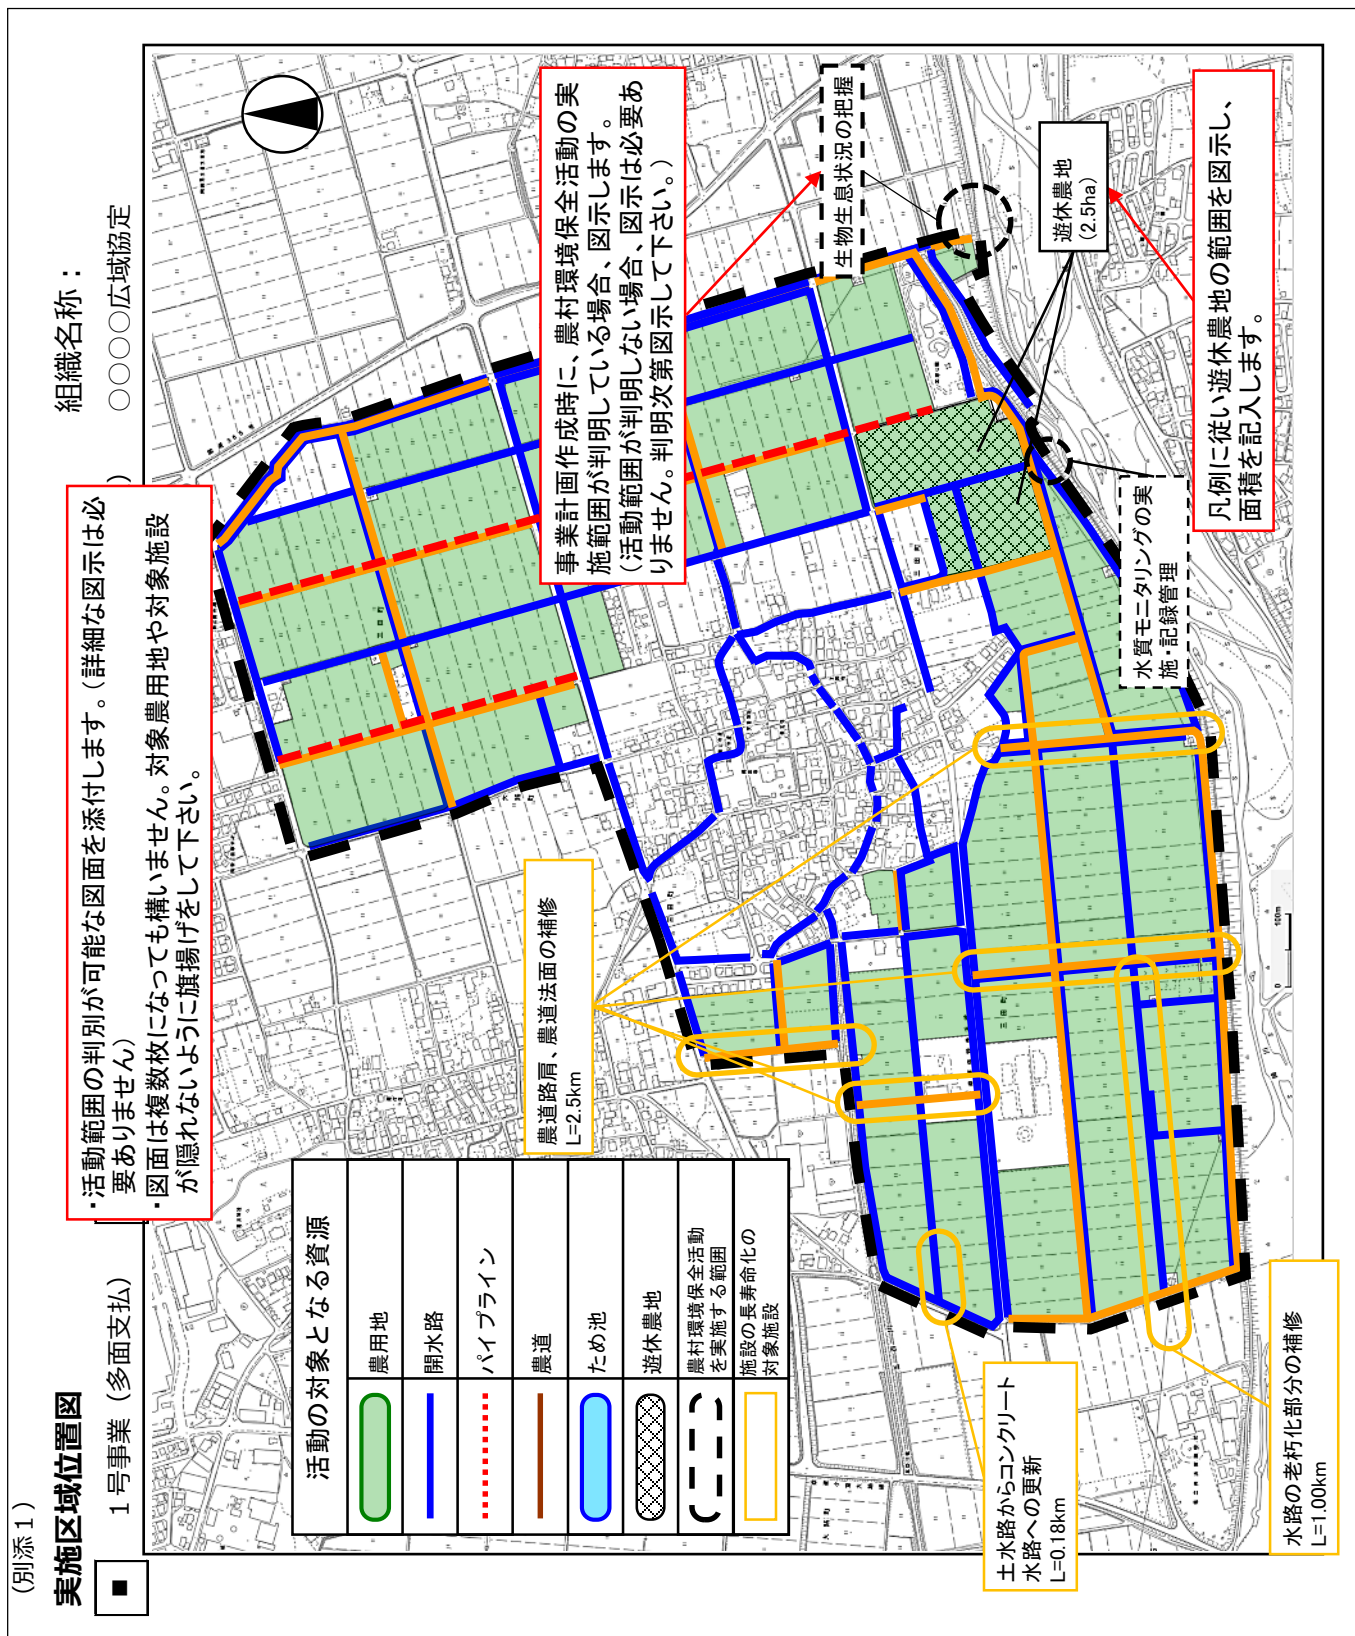 (別添１)
実施区域位置図
■
１号事業（多面支払）
）
組織名称：
○○○○広域協定
・活動範囲の判別が可能な図面を添付します。（詳細な図示は必
要ありません）
・図面は複数枚になっても構いません。対象農用地や対象施設
が隠れないように旗揚げをして下さい。
事業計画作成時に、農村環境保全活動の実
施範囲が判明している場合、図示します。
（活動範囲が判明しない場合、図示は必要あ
りません。判明次第図示して下さい。）
生物生息状況の把握
遊休農地
（2.5ha）
凡例に従い遊休農地の範囲を図示し、
面積を記入します。
水質モニタリングの実
施・記録管理
農道路肩、農道法面の補修
L=2.5km
活動の対象となる資源
農用地
開水路
パイプライン
農道
ため池
遊休農地
農村環境保全活動
を実施する範囲
施設の長寿命化の
対象施設
土水路からコンクリート
水路への更新
L=0.18km
水路の老朽化部分の補修
L=1.00km
0
100m